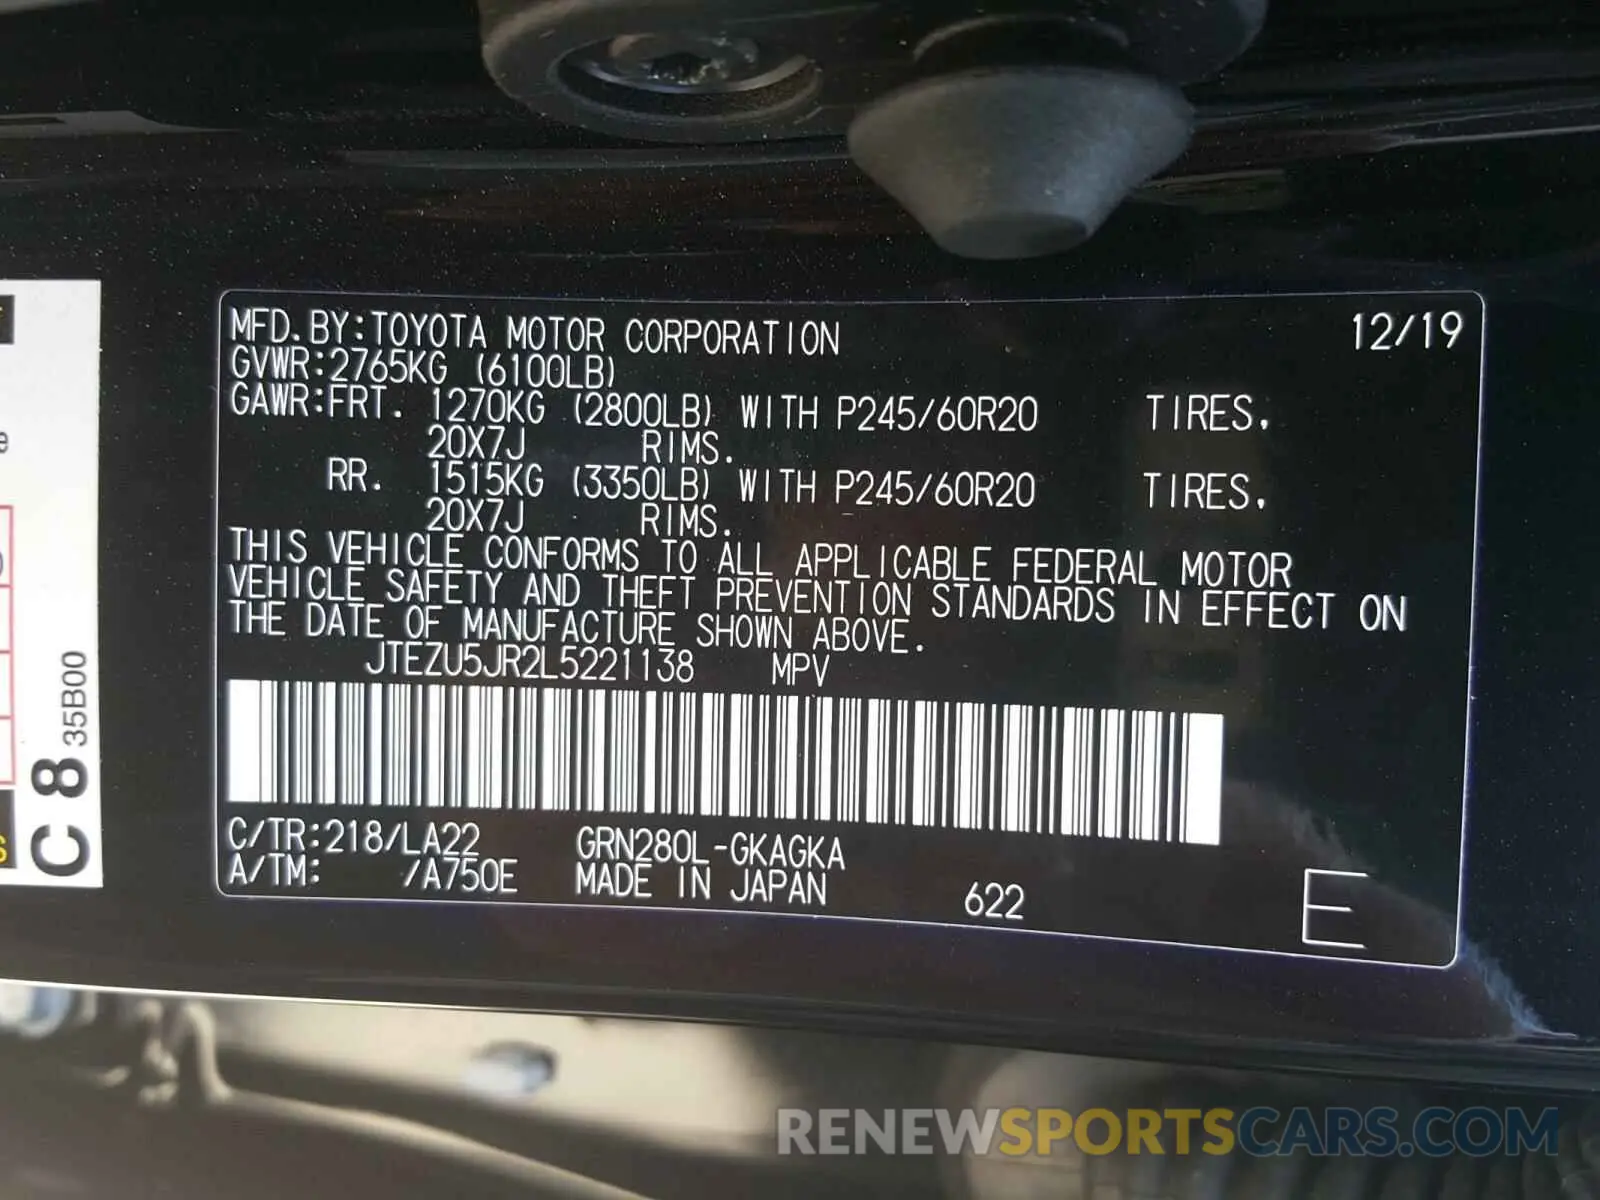 MFD.BY:TOYOTA MOTOR CORPORATION 12/19
GVWR:2765KG (6100LB)
GAWR:FRT. 1270KG (2800LB) WITH P245/60R20 TIRES.
20X7J RIMS.
RR. 1515KG (3350LB) WITH P245/60R20 TIRES.
20X7J RIMS.
THIS VEHICLE CONFORMS TO ALL APPLICABLE FEDERAL MOTOR
VEHICLE SAFETY AND THEFT PREVENTION STANDARDS IN EFFECT ON
THE DATE OF MANUFACTURE SHOWN ABOVE.
JTEZU5JR2L5221138 MPV
C/TR:218/LA22 GRN280L-GKAGKA
A/TM: /A750E MADE IN JAPAN 622 E
C 8 35B00
RENEWSPORTSCARS.COM